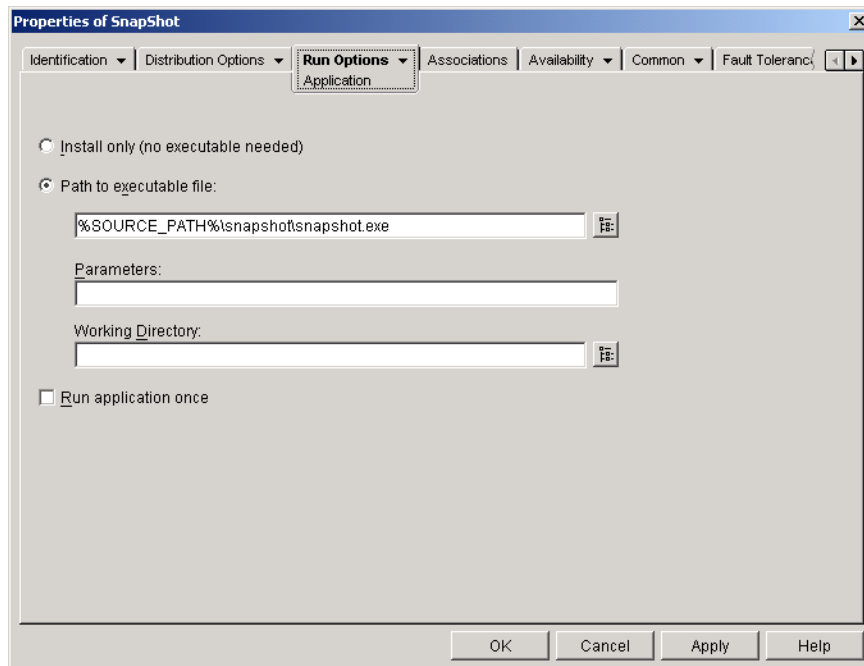 Properties of SnapShot
Identification Distribution Options Run Options Associations Availability Common Fault Toleranc
Application
Install only (no executable needed)
Path to executable file:
%SOURCE_PATH%\snapshot\snapshot.exe
Parameters:
Working Directory:
Run application once
OK Cancel Apply Help